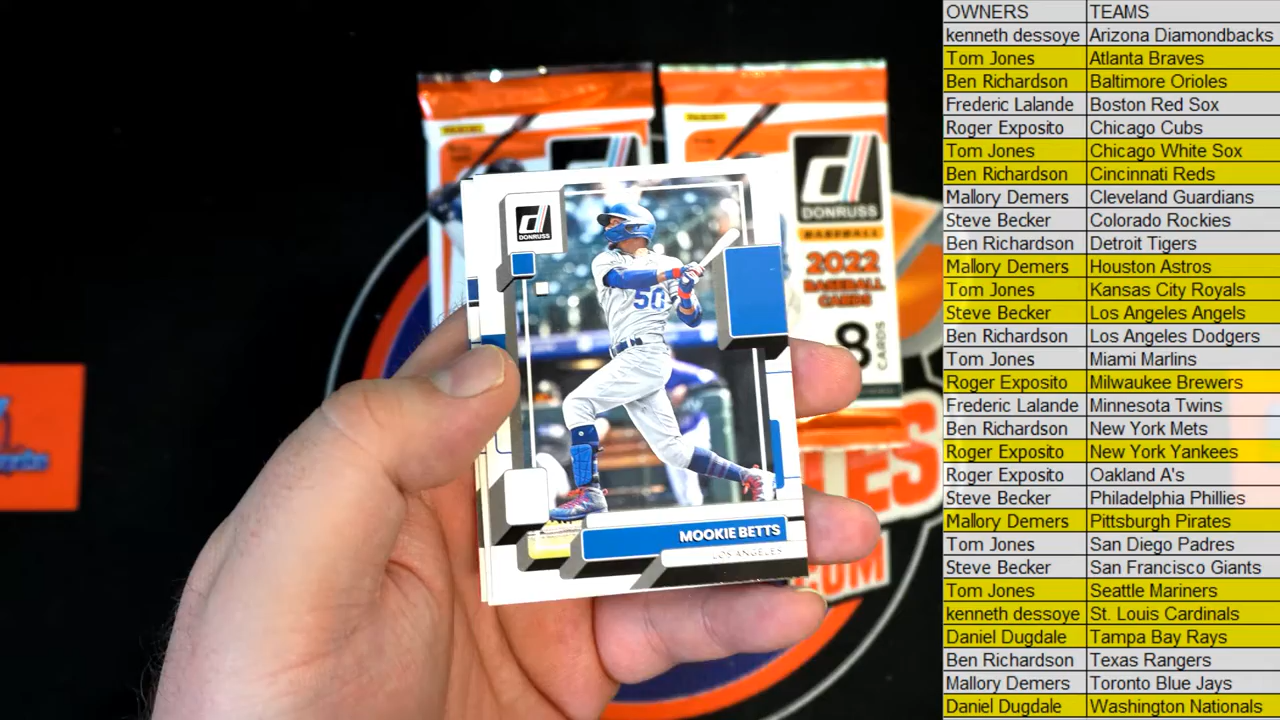 DONRUSS
50
MOOKIE BETTS
LOS ANGELES
PANINI
PANINI
DONRUSS
BASEBALL
2022
BASEBALL
CARDS
8
CARDS
.COM
OWNERS TEAMS
kenneth dessoye Arizona Diamondbacks
Tom Jones Atlanta Braves
Ben Richardson Baltimore Orioles
Frederic Lalande Boston Red Sox
Roger Exposito Chicago Cubs
Tom Jones Chicago White Sox
Ben Richardson Cincinnati Reds
Mallory Demers Cleveland Guardians
Steve Becker Colorado Rockies
Ben Richardson Detroit Tigers
Mallory Demers Houston Astros
Tom Jones Kansas City Royals
Steve Becker Los Angeles Angels
Ben Richardson Los Angeles Dodgers
Tom Jones Miami Marlins
Roger Exposito Milwaukee Brewers
Frederic Lalande Minnesota Twins
Ben Richardson New York Mets
Roger Exposito New York Yankees
Roger Exposito Oakland A's
Steve Becker Philadelphia Phillies
Mallory Demers Pittsburgh Pirates
Tom Jones San Diego Padres
Steve Becker San Francisco Giants
Tom Jones Seattle Mariners
kenneth dessoye St. Louis Cardinals
Daniel Dugdale Tampa Bay Rays
Ben Richardson Texas Rangers
Mallory Demers Toronto Blue Jays
Daniel Dugdale Washington Nationals